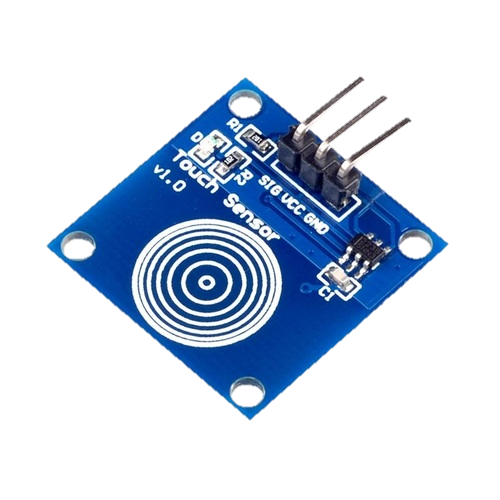 R1
D
Touch Sensor
v1.0
SIG VCC GND
C1